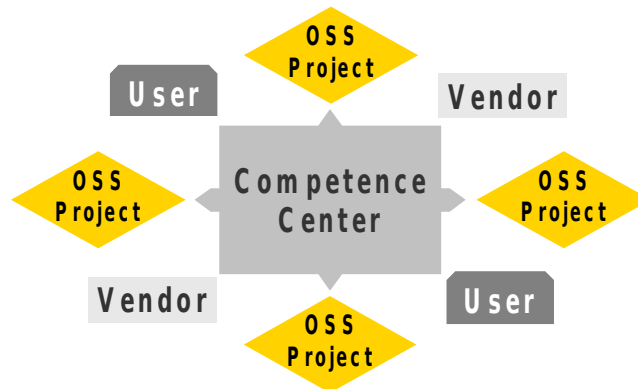 OSS
Project
User
Vendor
OSS
Project
Competence
Center
OSS
Project
Vendor
User
OSS
Project